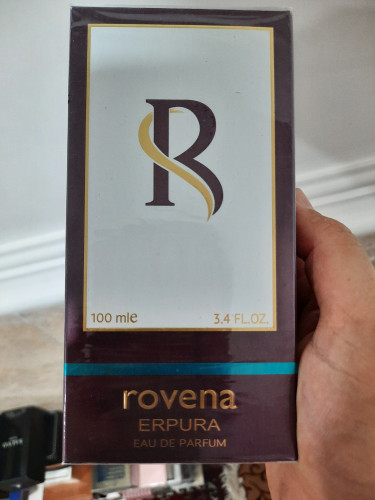 R
100 mle
3.4 FL.OZ.
rovena
ERPURA
EAU DE PARFUM